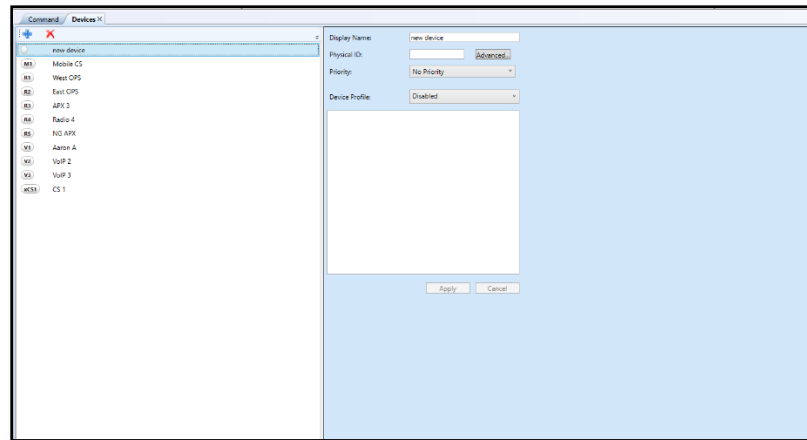 Command Devices ×
new device
M1 Mobile CS
R1 West OPS
R2 East OPS
R3 APX 3
R4 Radio 4
R5 NG APX
V1 Aaron A
V2 VoIP 2
V3 VoIP 3
xCS1 CS 1
Display Name: new device
Physical ID: Advanced...
Priority: No Priority
Device Profile: Disabled
Apply Cancel